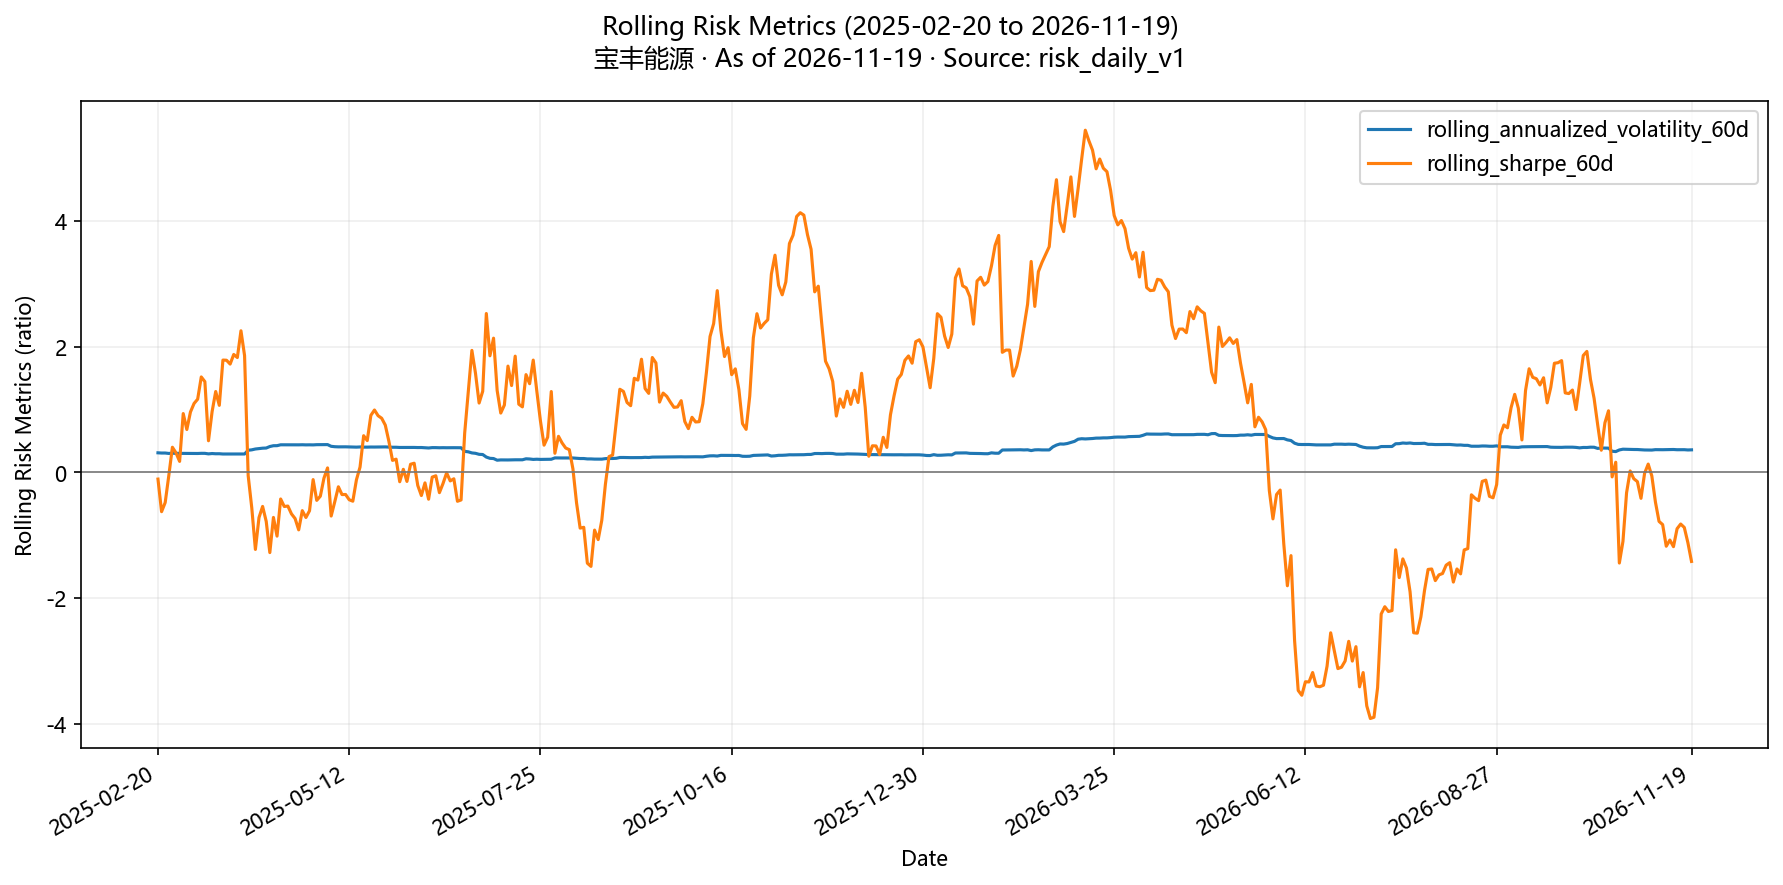 Rolling Risk Metrics (2025-02-20 to 2026-11-19)
宝丰能源 · As of 2026-11-19 · Source: risk_daily_v1
rolling_annualized_volatility_60d
rolling_sharpe_60d
Rolling Risk Metrics (ratio)
4
2
0
-2
-4
2025-02-20
2025-05-12
2025-07-25
2025-10-16
2025-12-30
2026-03-25
2026-06-12
2026-08-27
2026-11-19
Date